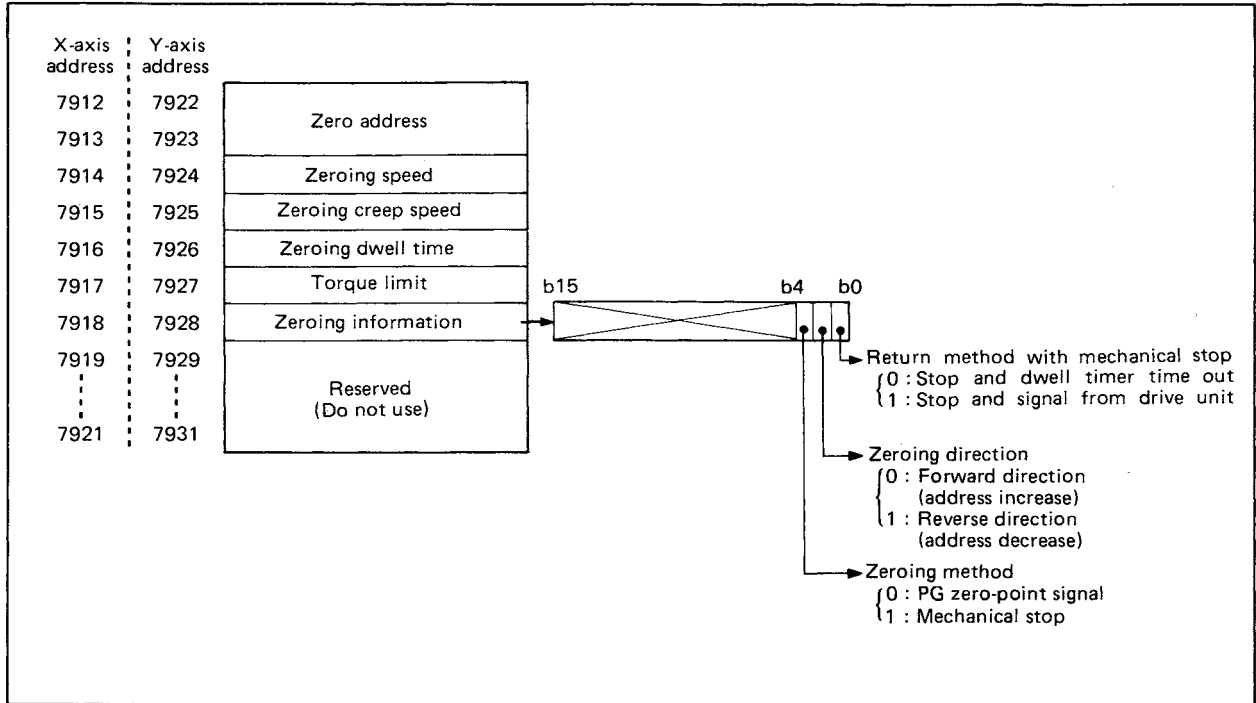 X-axis address Y-axis address
7912 7922 Zero address
7913 7923
7914 7924 Zeroing speed
7915 7925 Zeroing creep speed
7916 7926 Zeroing dwell time
7917 7927 Torque limit
b15 b4 b0
7918 7928 Zeroing information
7919 7929 Reserved
(Do not use)
7921 7931
Return method with mechanical stop
0 : Stop and dwell timer time out
1 : Stop and signal from drive unit
Zeroing direction
0 : Forward direction
(address increase)
1 : Reverse direction
(address decrease)
Zeroing method
0 : PG zero-point signal
1 : Mechanical stop